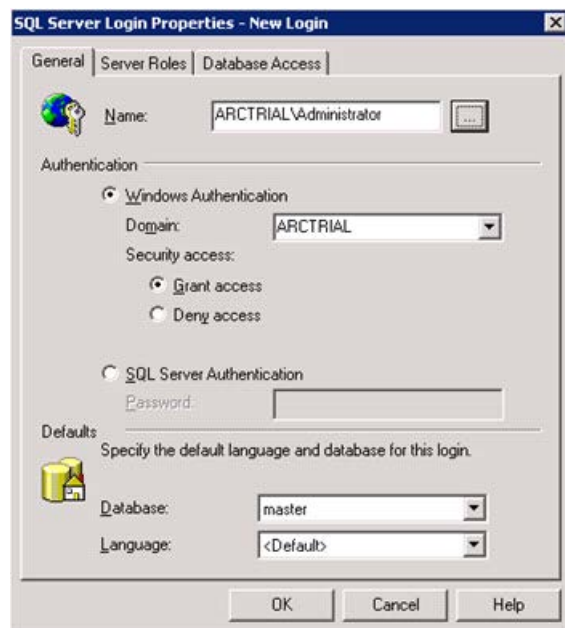 SQL Server Login Properties - New Login
General Server Roles Database Access
Name: ARCTRIAL\Administrator ...
Authentication
Windows Authentication
Domain: ARCTRIAL
Security access:
Grant access
Deny access
SQL Server Authentication
Password:
Defaults
Specify the default language and database for this login.
Database: master
Language: <Default>
OK Cancel Help